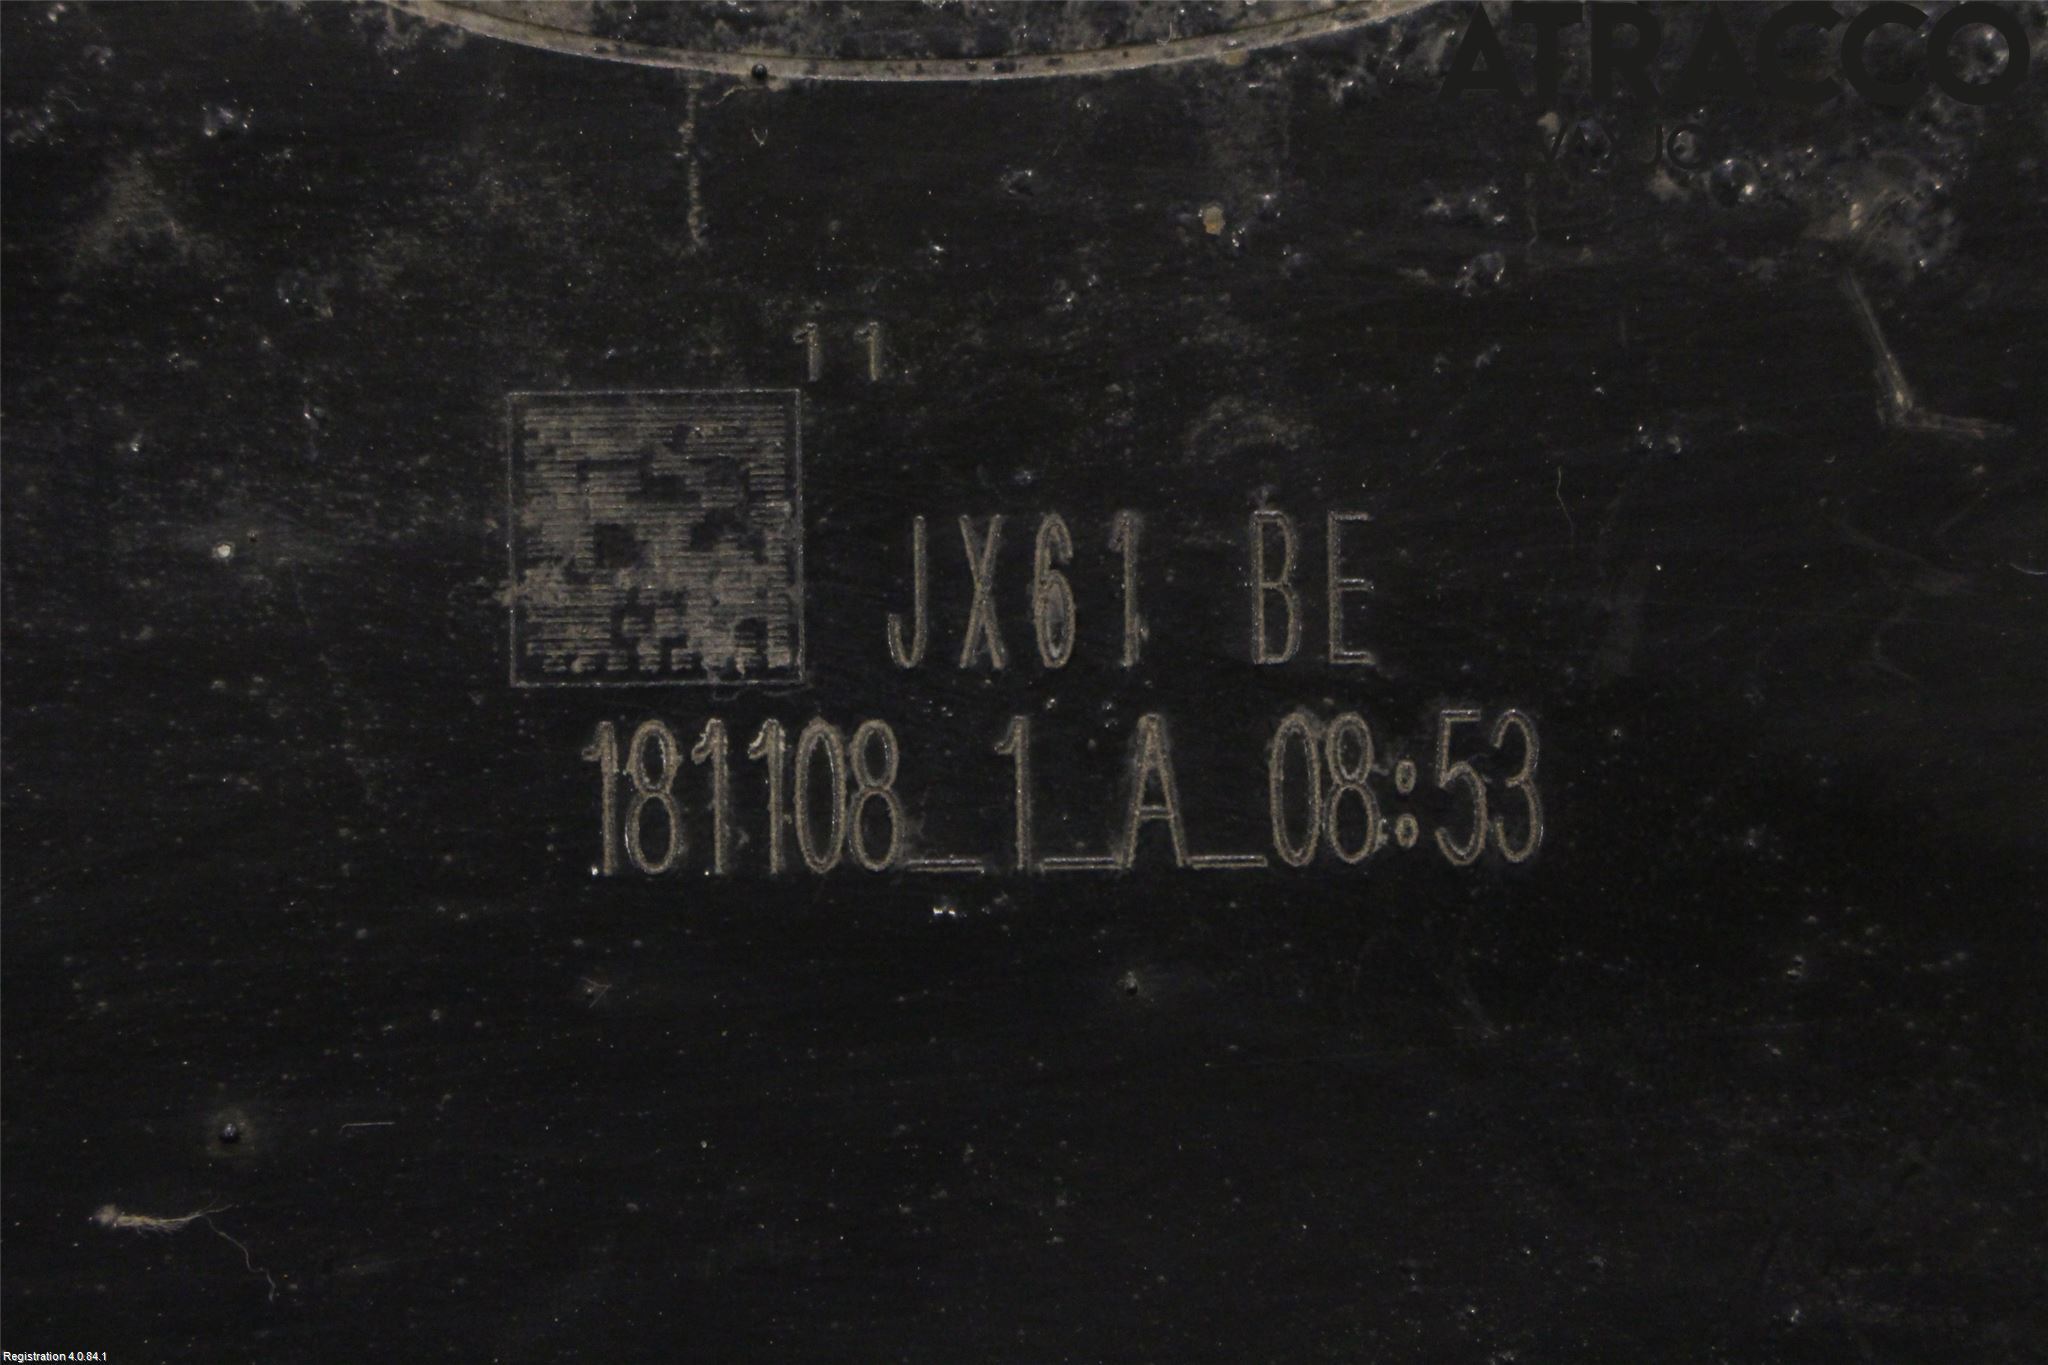 ATRACCO
11
JX61 BE
181108_1_A_08:53
Registration 4.0.84.1